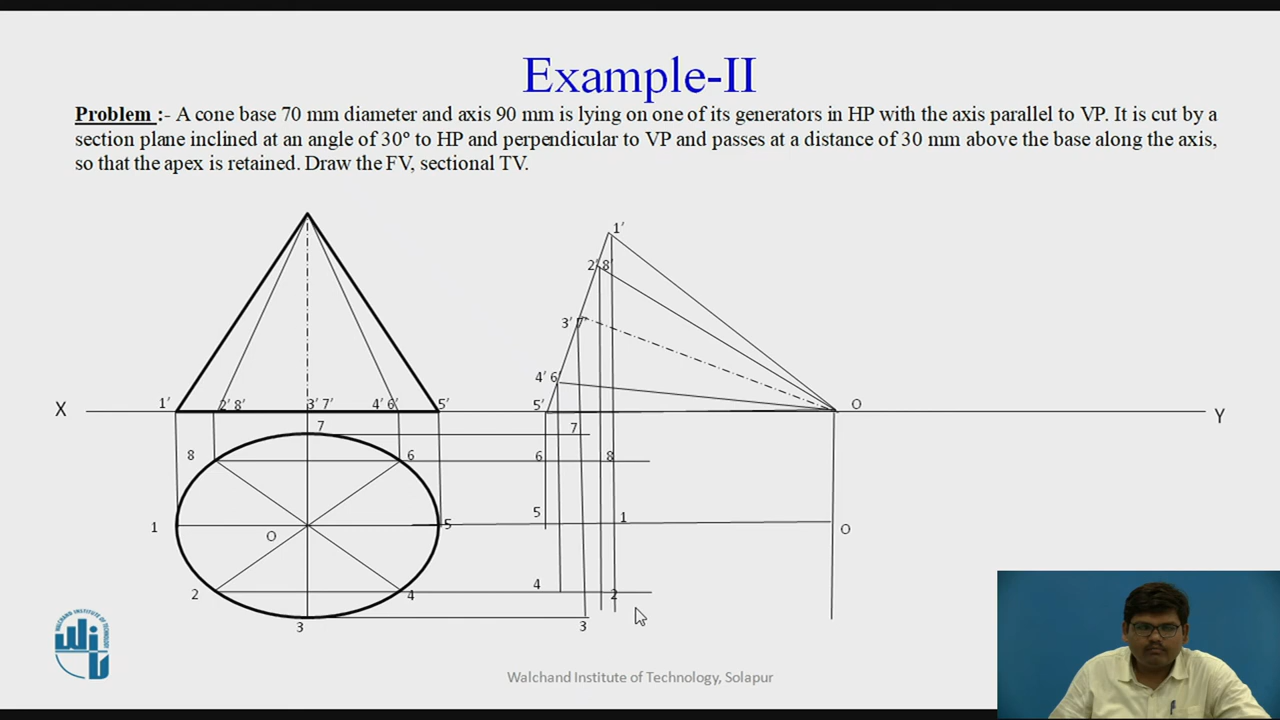 Example-II
Problem :- A cone base 70 mm diameter and axis 90 mm is lying on one of its generators in HP with the axis parallel to VP. It is cut by a
section plane inclined at an angle of 30° to HP and perpendicular to VP and passes at a distance of 30 mm above the base along the axis,
so that the apex is retained. Draw the FV, sectional TV.
1′
2′ 8′
3′ 7′
4′ 6
X 1′ 2′ 8′ 3′ 7′ 4′ 6′ 5′ 5′ O Y
7 7
8 6 6 8
1 5 5 1
O O
2 4 4 2
3 3
WALCHAND INSTITUTE OF TECHNOLOGY
WIT
Walchand Institute of Technology, Solapur